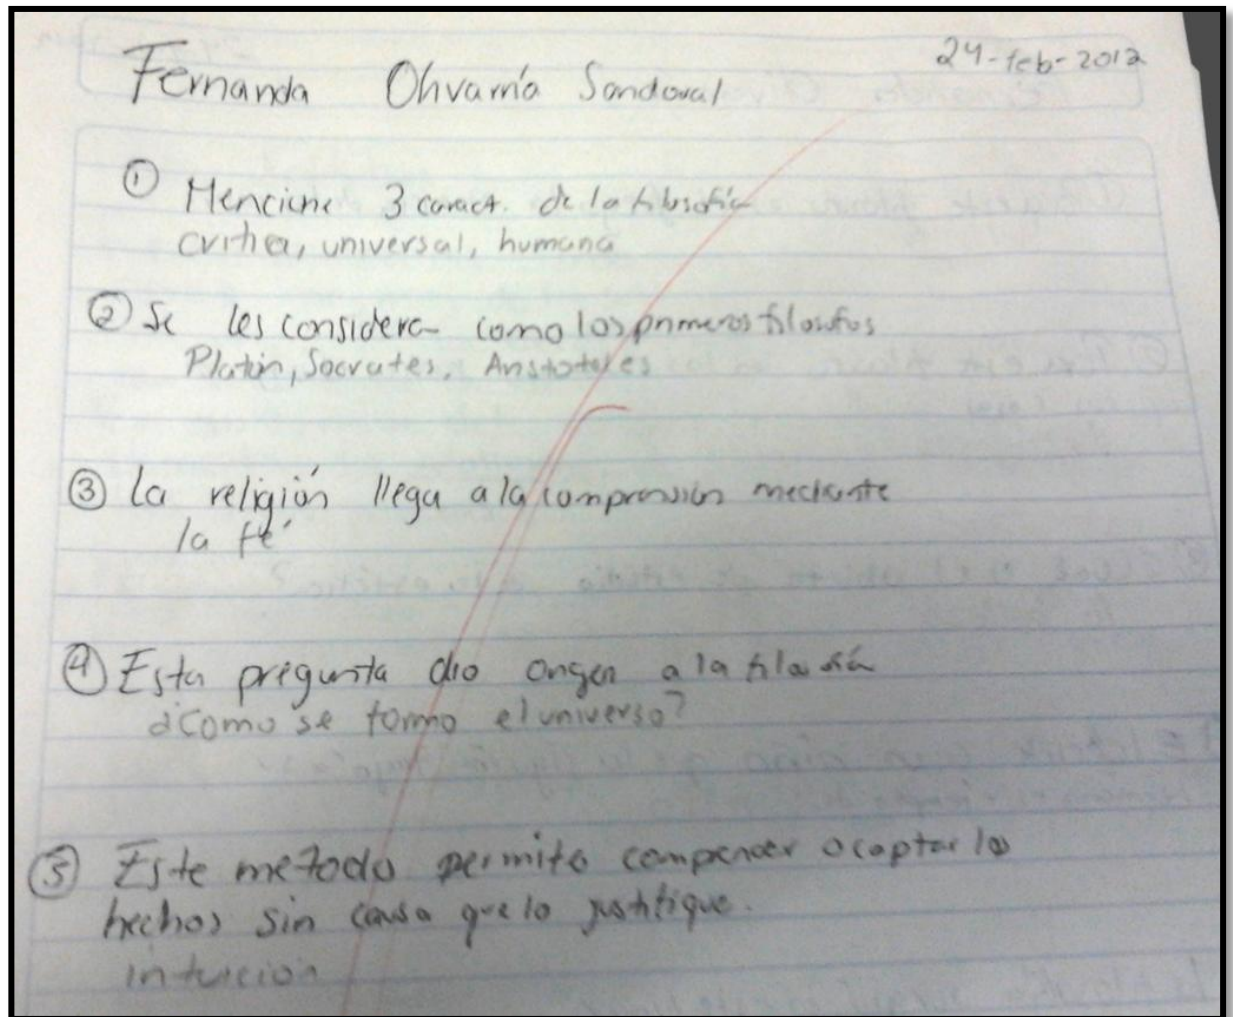 Fernanda Olivarría Sandoval
24-feb-2012
① Mencione 3 caract. de la filosofía
critica, universal, humana
② Se les considera como los primeros filosofos
Platón, Socrates, Aristoteles
③ La religión llega a la comprensión mediante
la fé
④ Esta pregunta dio origen a la filosofía
¿Como se formo el universo?
⑤ Este metodo permite comprender o captar los
hechos sin causa que lo justifique.
intuicion